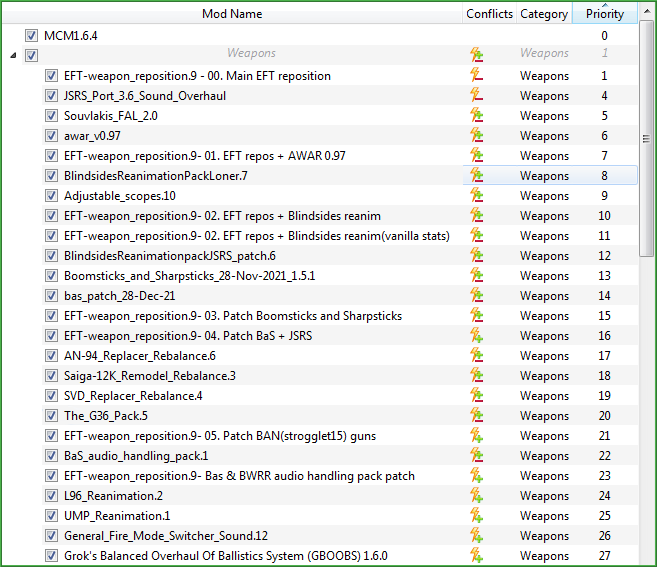 Mod Name Conflicts Category Priority
MCM1.6.4 0
Weapons 1
EFT-weapon_reposition.9 - 00. Main EFT reposition Weapons 1
JSRS_Port_3.6_Sound_Overhaul Weapons 4
Souvlakis_FAL_2.0 Weapons 5
awar_v0.97 Weapons 6
EFT-weapon_reposition.9- 01. EFT repos + AWAR 0.97 Weapons 7
BlindsidesReanimationPackLoner.7 Weapons 8
Adjustable_scopes.10 Weapons 9
EFT-weapon_reposition.9- 02. EFT repos + Blindsides reanim Weapons 10
EFT-weapon_reposition.9- 02. EFT repos + Blindsides reanim(vanilla stats) Weapons 11
BlindsidesReanimationpackJSRS_patch.6 Weapons 12
Boomsticks_and_Sharpsticks_28-Nov-2021_1.5.1 Weapons 13
bas_patch_28-Dec-21 Weapons 14
EFT-weapon_reposition.9- 03. Patch Boomsticks and Sharpsticks Weapons 15
EFT-weapon_reposition.9- 04. Patch BaS + JSRS Weapons 16
AN-94_Replacer_Rebalance.6 Weapons 17
Saiga-12K_Remodel_Rebalance.3 Weapons 18
SVD_Replacer_Rebalance.4 Weapons 19
The_G36_Pack.5 Weapons 20
EFT-weapon_reposition.9- 05. Patch BAN(strogglet15) guns Weapons 21
BaS_audio_handling_pack.1 Weapons 22
EFT-weapon_reposition.9- Bas & BWRR audio handling pack patch Weapons 23
L96_Reanimation.2 Weapons 24
UMP_Reanimation.1 Weapons 25
General_Fire_Mode_Switcher_Sound.12 Weapons 26
Grok's Balanced Overhaul Of Ballistics System (GBOOBS) 1.6.0 Weapons 27